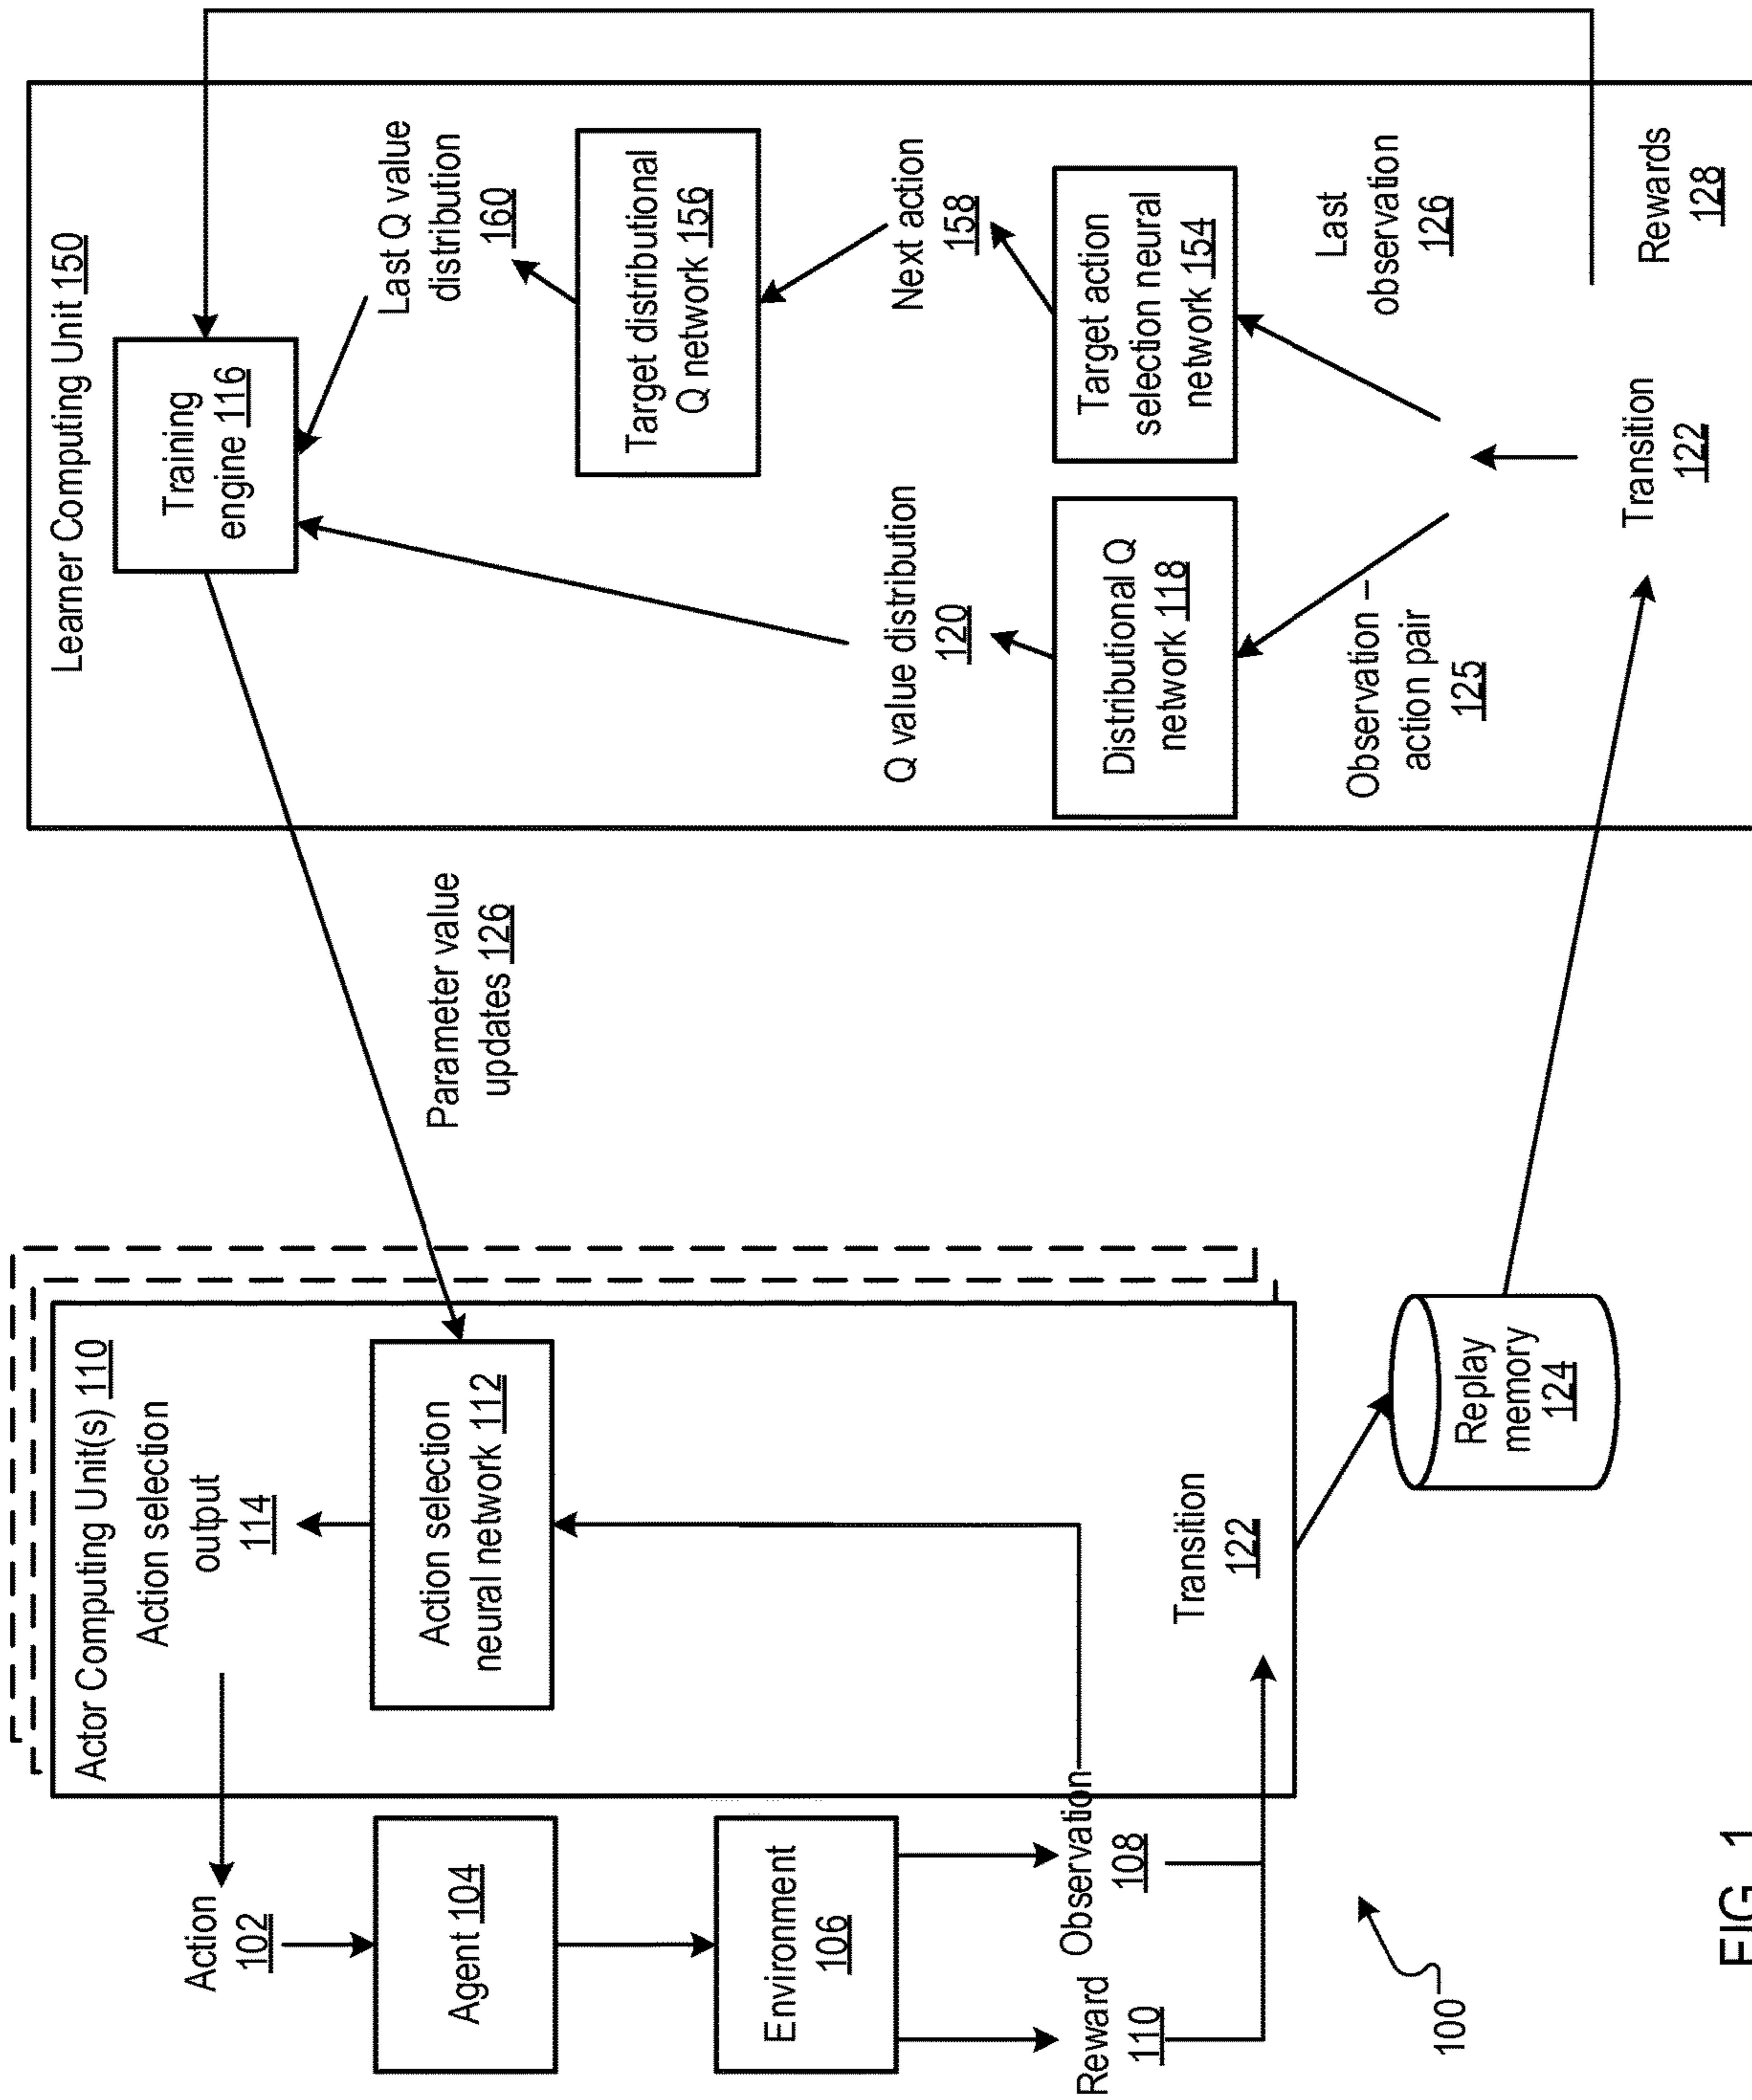 Actor Computing Unit(s) 110
Action selection
output
114
Action
102
Agent 104
Action selection
neural network 112
Environment
106
Reward
110
Observation
108
Transition
122
Replay
memory
124
Parameter value
updates 126
Learner Computing Unit 150
Training
engine 116
Last Q value
distribution
160
Target distributional
Q network 156
Q value distribution
120
Next action
158
Distributional Q
network 118
Target action
selection neural
network 154
Observation –
action pair
125
Last
observation
126
Transition
122
Rewards
128
100
FIG. 1